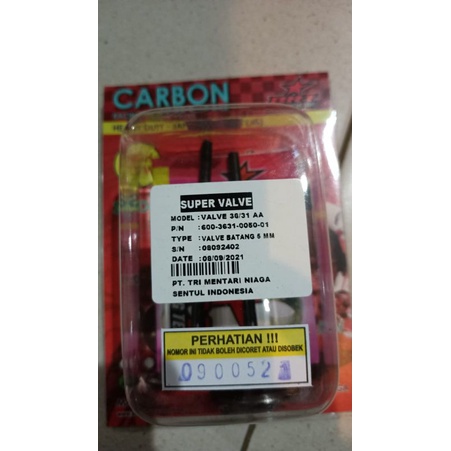 CARBON
SUPER VALVE
MODEL : VALVE 36/31 AA
P/N : 600-3631-0050-01
TYPE : VALVE BATANG 5 MM
S/N : 08092402
DATE : 08/09/2021
PT. TRI MENTARI NIAGA
SENTUL INDONESIA
PERHATIAN !!!
NOMOR INI TIDAK BOLEH DICORET ATAU DISOBEK
090052